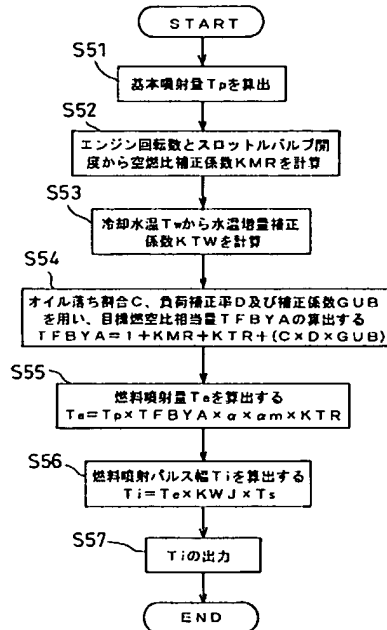 START
S51
基本噴射量Tpを算出
S52
エンジン回転数とスロットルバルブ開
度から空燃比補正係数KMRを計算
S53
冷却水温Twから水温増量補正
係数KTWを計算
S54
オイル落ち割合C、負荷補正率D及び補正係数GUB
を用い、目標燃空比相当量TFBYAの算出する
TFBYA=1+KMR+KTR+(C×D×GUB)
S55
燃料噴射量Teを算出する
Te=Tp×TFBYA×α×αm×KTR
S56
燃料噴射パルス幅Tiを算出する
Ti=Te×KWJ×Ts
S57
Tiの出力
END